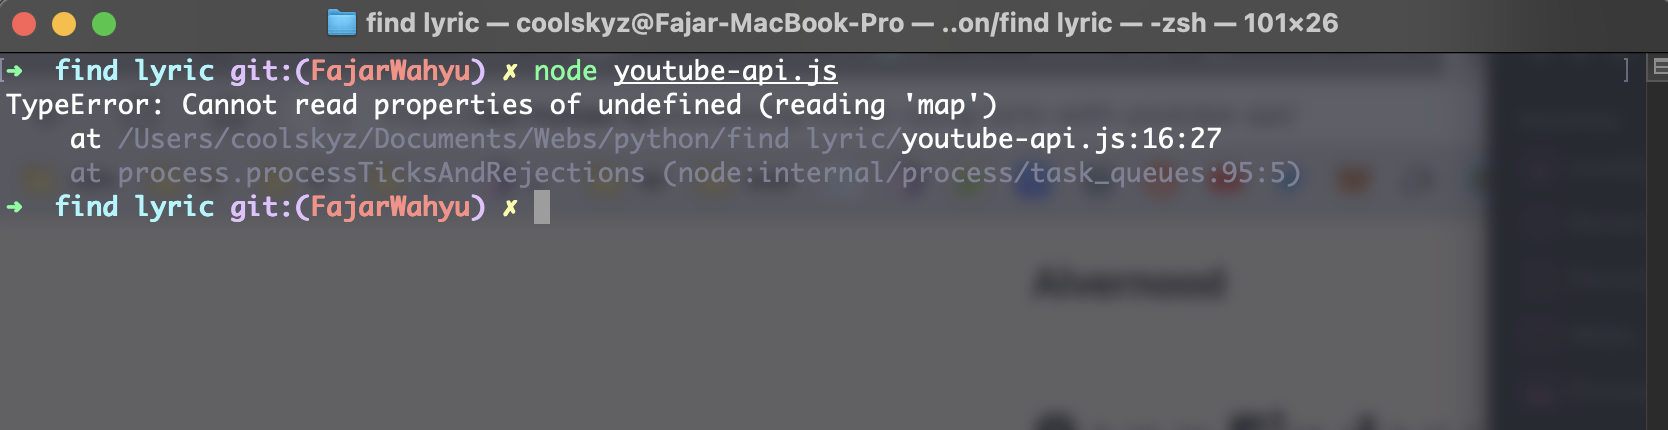 find lyric — coolskyz@Fajar-MacBook-Pro — ..on/find lyric — -zsh — 101×26
[➜  find lyric git:(FajarWahyu) ✗ node youtube-api.js ]
TypeError: Cannot read properties of undefined (reading 'map')
    at /Users/coolskyz/Documents/Webs/python/find lyric/youtube-api.js:16:27
    at process.processTicksAndRejections (node:internal/process/task_queues:95:5)
➜  find lyric git:(FajarWahyu) ✗